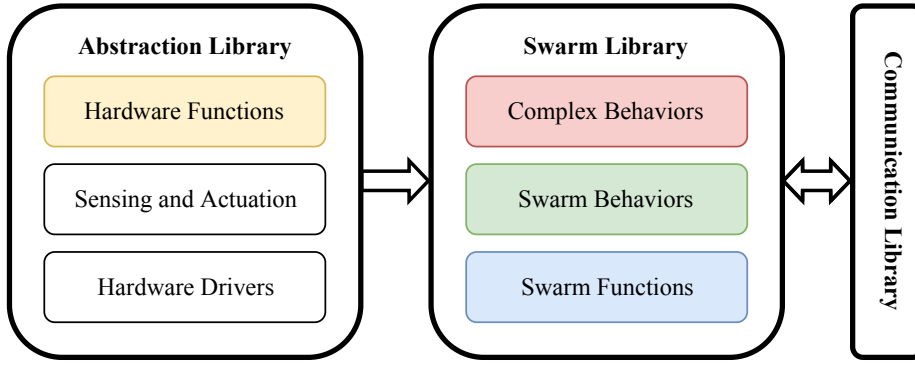 Abstraction Library
Hardware Functions
Sensing and Actuation
Hardware Drivers
Swarm Library
Complex Behaviors
Swarm Behaviors
Swarm Functions
Communication Library